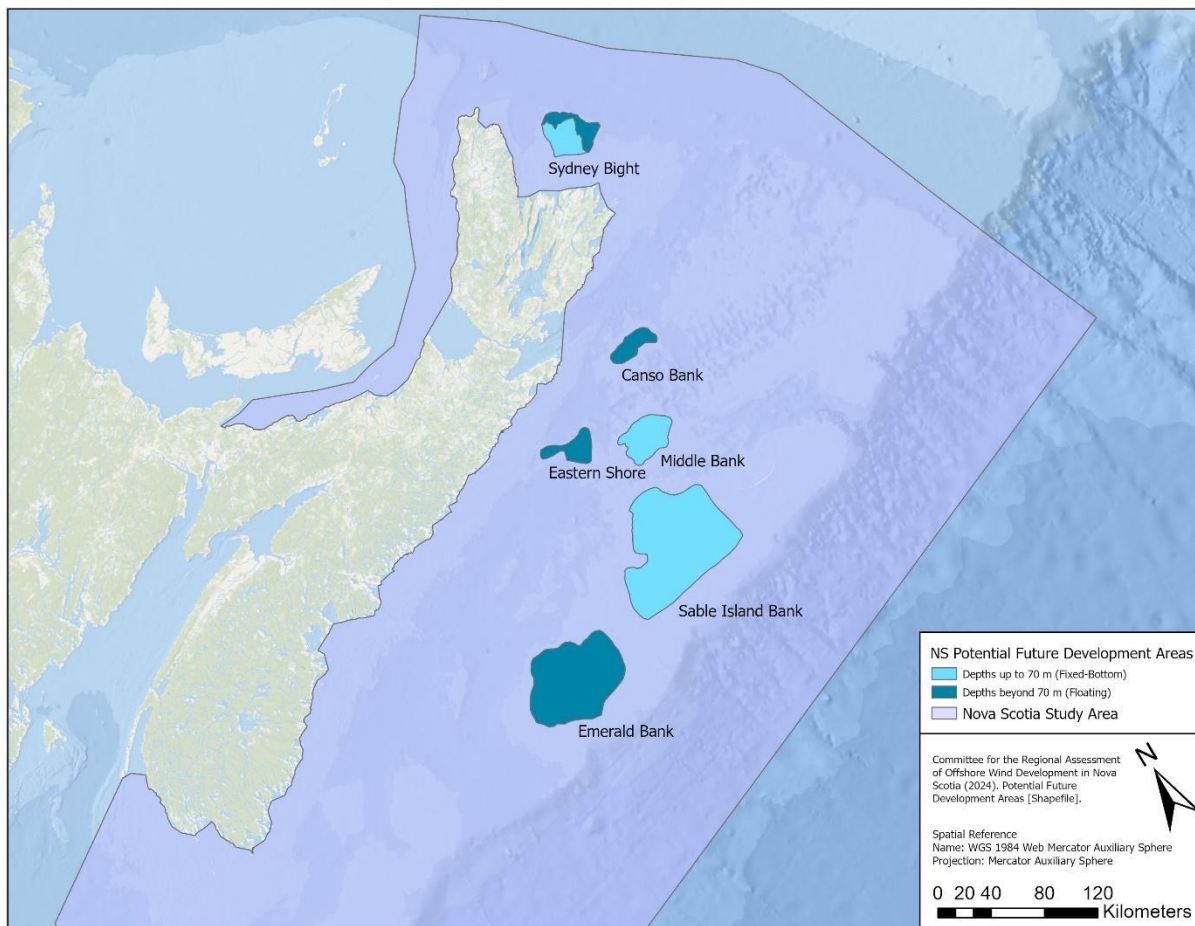 Sydney Bight
Canso Bank
Eastern Shore
Middle Bank
Sable Island Bank
Emerald Bank
NS Potential Future Development Areas
Depths up to 70 m (Fixed-Bottom)
Depths beyond 70 m (Floating)
Nova Scotia Study Area
Committee for the Regional Assessment
of Offshore Wind Development in Nova
Scotia (2024). Potential Future
Development Areas [Shapefile].
N
Spatial Reference
Name: WGS 1984 Web Mercator Auxiliary Sphere
Projection: Mercator Auxiliary Sphere
0 20 40 80 120
Kilometers